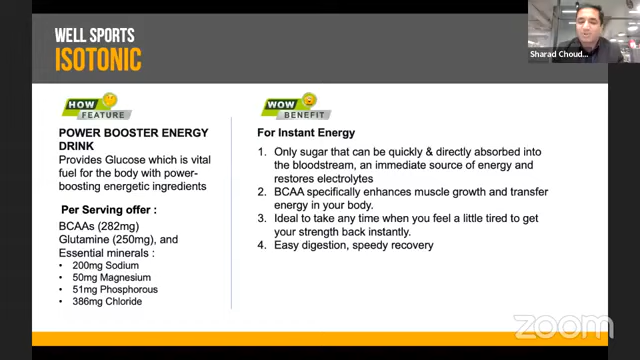 WELL SPORTS
ISOTONIC
Sharad Choud...
HOW
FEATURE
POWER BOOSTER ENERGY
DRINK
Provides Glucose which is vital
fuel for the body with power-
boosting energetic ingredients
Per Serving offer :
BCAAs (282mg)
Glutamine (250mg), and
Essential minerals :
• 200mg Sodium
• 50mg Magnesium
• 51mg Phosphorous
• 386mg Chloride
WOW
BENEFIT
For Instant Energy
1. Only sugar that can be quickly & directly absorbed into
the bloodstream, an immediate source of energy and
restores electrolytes
2. BCAA specifically enhances muscle growth and transfer
energy in your body.
3. Ideal to take any time when you feel a little tired to get
your strength back instantly.
4. Easy digestion, speedy recovery
zoom